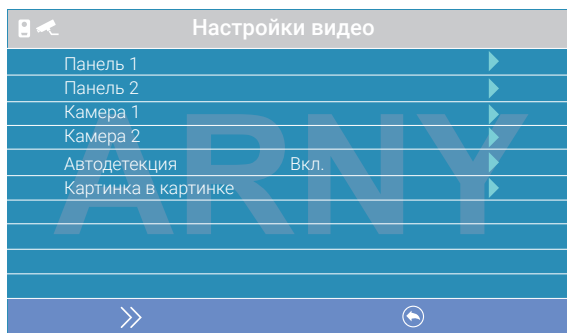 Настройки видео
Панель 1
Панель 2
Камера 1
Камера 2
Автодетекция Вкл.
Картинка в картинке
ARNY